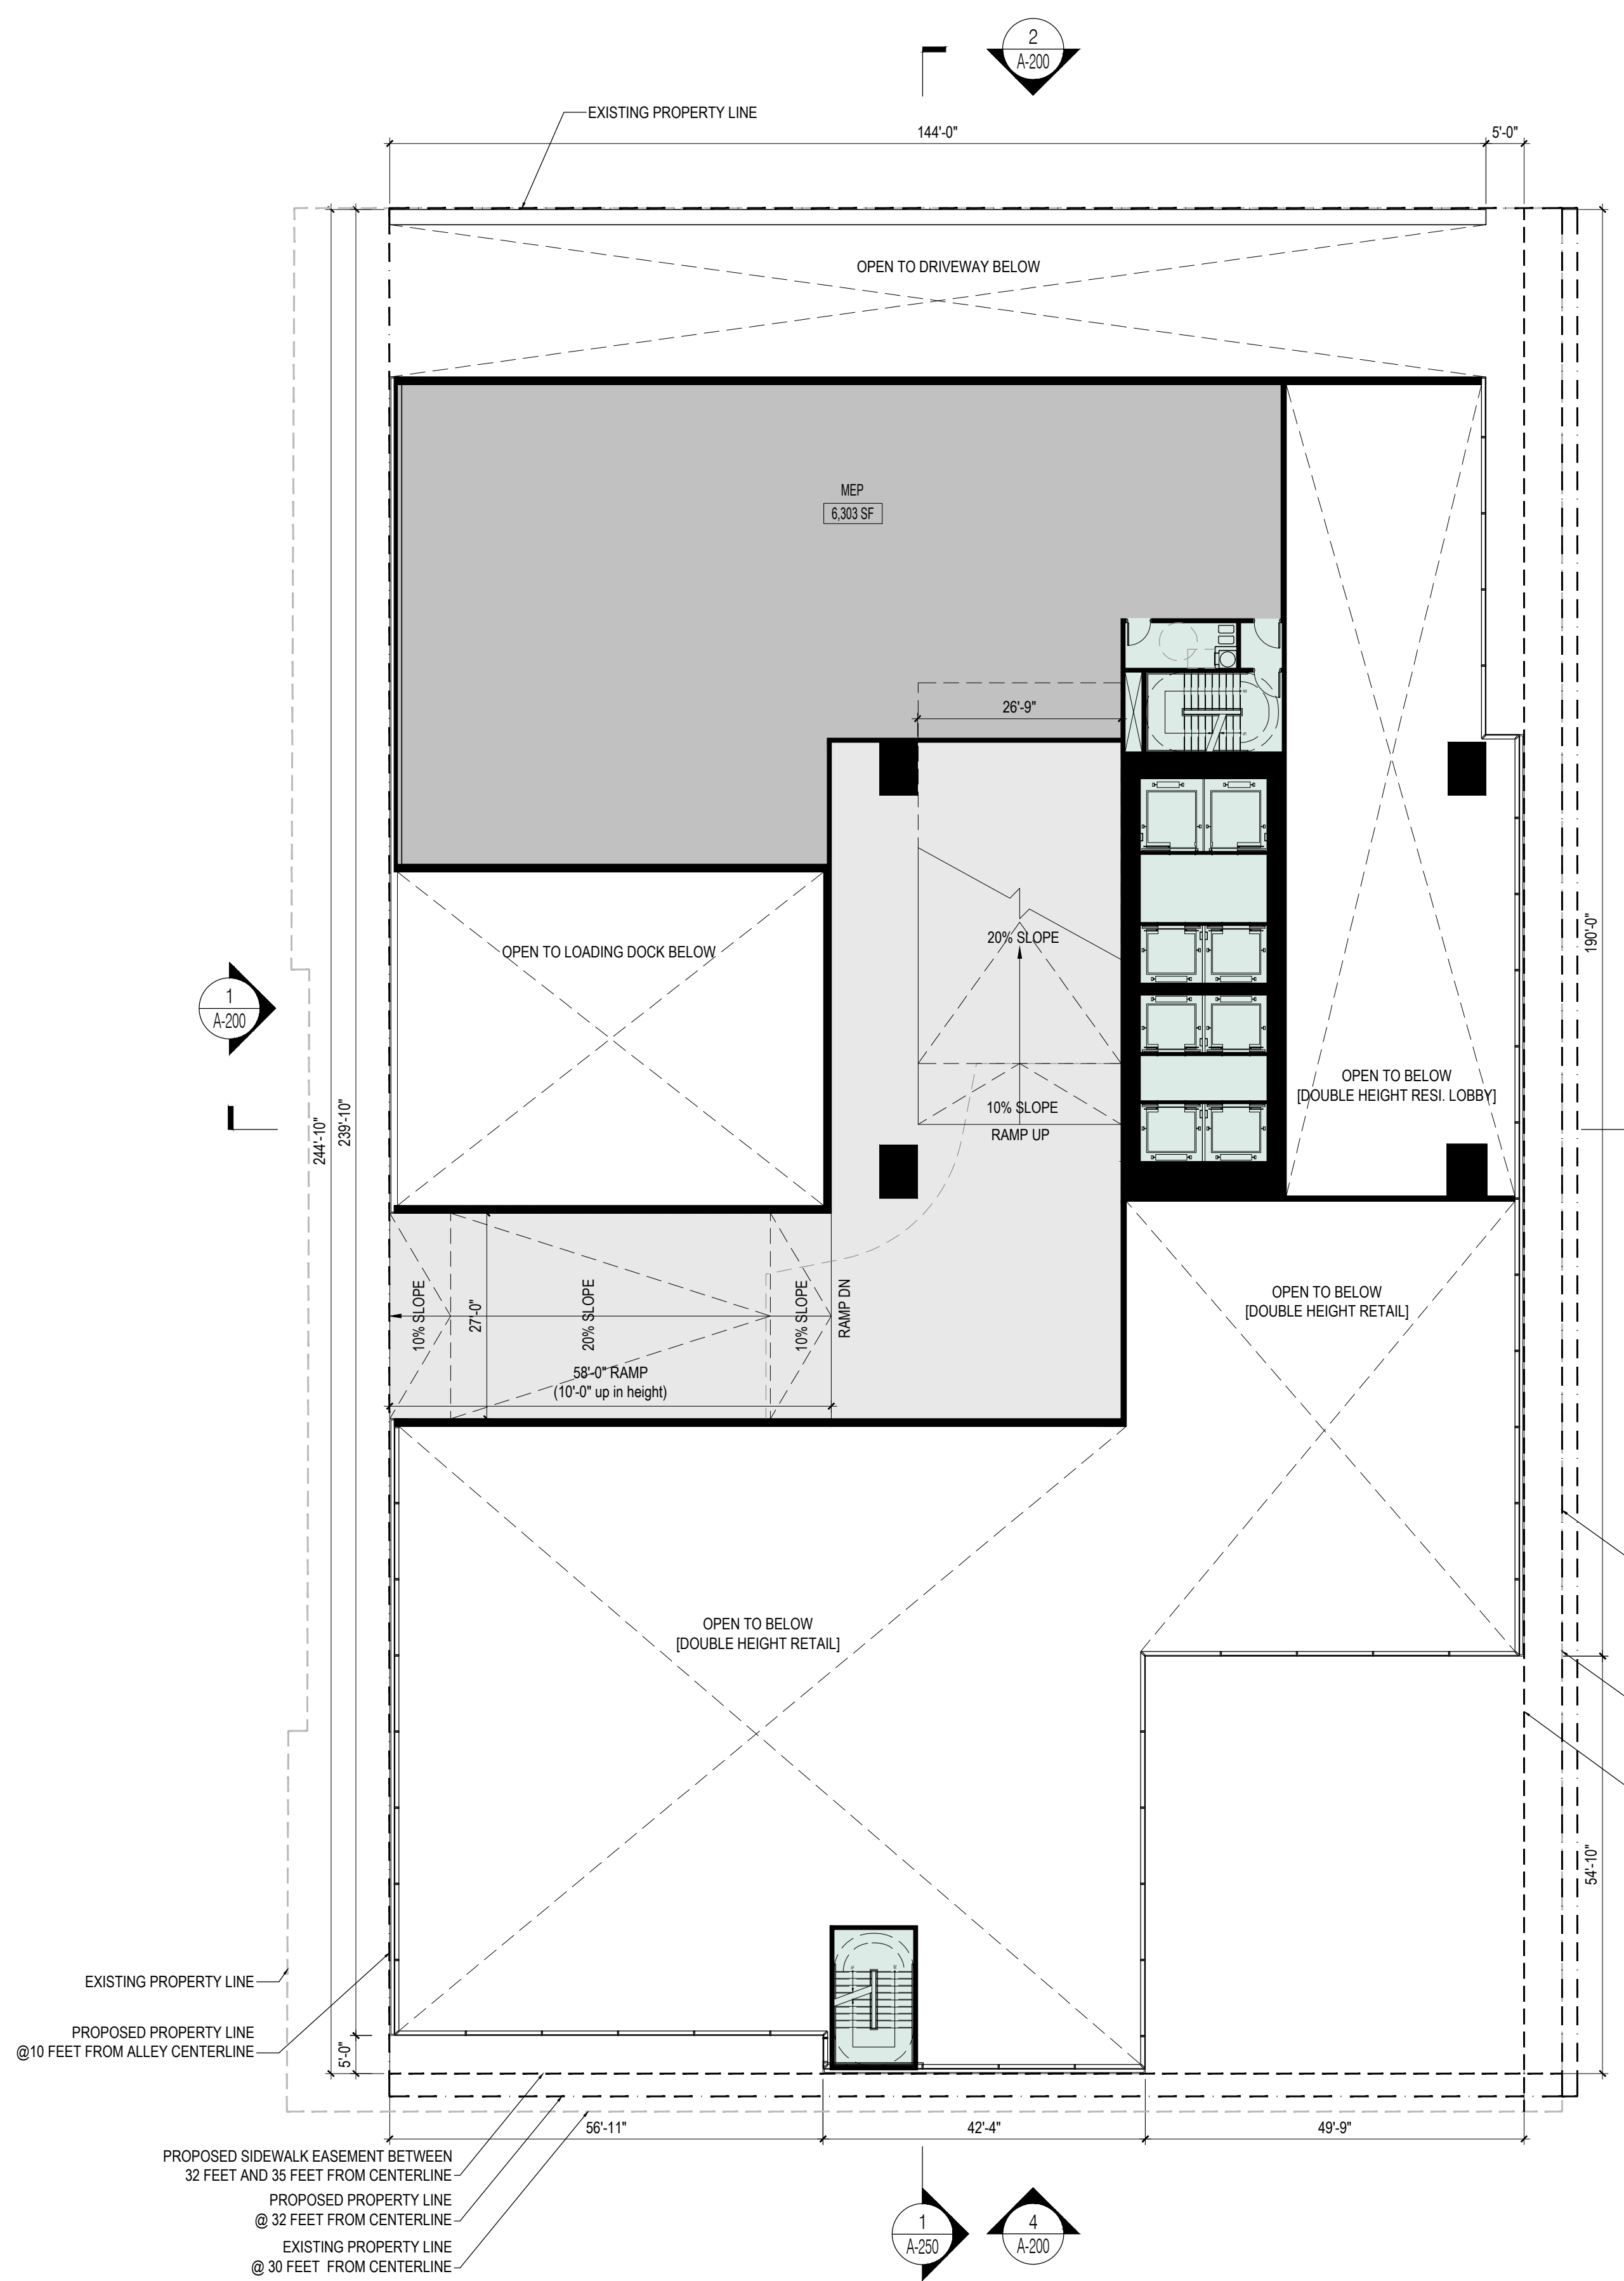 2
A-200
EXISTING PROPERTY LINE
144'-0"
5'-0"
OPEN TO DRIVEWAY BELOW
MEP
6,303 SF
26'-9"
190'-0"
20% SLOPE
OPEN TO LOADING DOCK BELOW
1
A-200
244'-10"
239'-10"
10% SLOPE
RAMP UP
OPEN TO BELOW
[DOUBLE HEIGHT RESI. LOBBY]
10% SLOPE
27'-0"
20% SLOPE
10% SLOPE
RAMP DN
58'-0" RAMP
(10'-0" up in height)
OPEN TO BELOW
[DOUBLE HEIGHT RETAIL]
OPEN TO BELOW
[DOUBLE HEIGHT RETAIL]
54'-10"
EXISTING PROPERTY LINE
PROPOSED PROPERTY LINE
@10 FEET FROM ALLEY CENTERLINE
5'-0"
56'-11"
42'-4"
49'-9"
PROPOSED SIDEWALK EASEMENT BETWEEN
32 FEET AND 35 FEET FROM CENTERLINE
PROPOSED PROPERTY LINE
@ 32 FEET FROM CENTERLINE
EXISTING PROPERTY LINE
@ 30 FEET FROM CENTERLINE
1
A-250
4
A-200